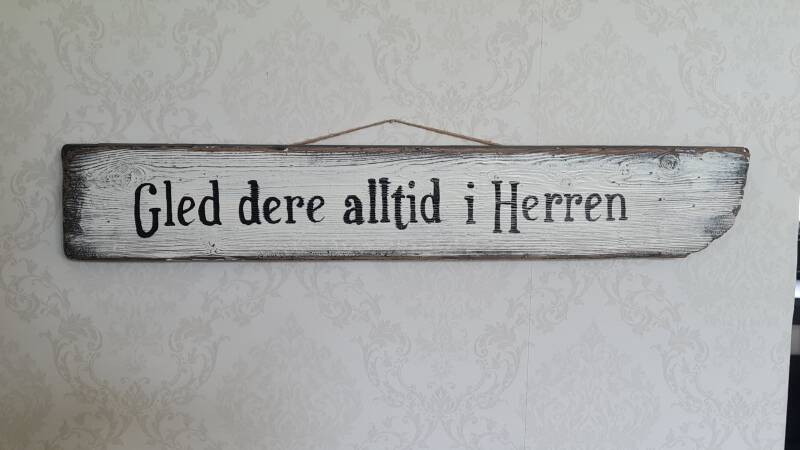 Gled dere alltid i Herren